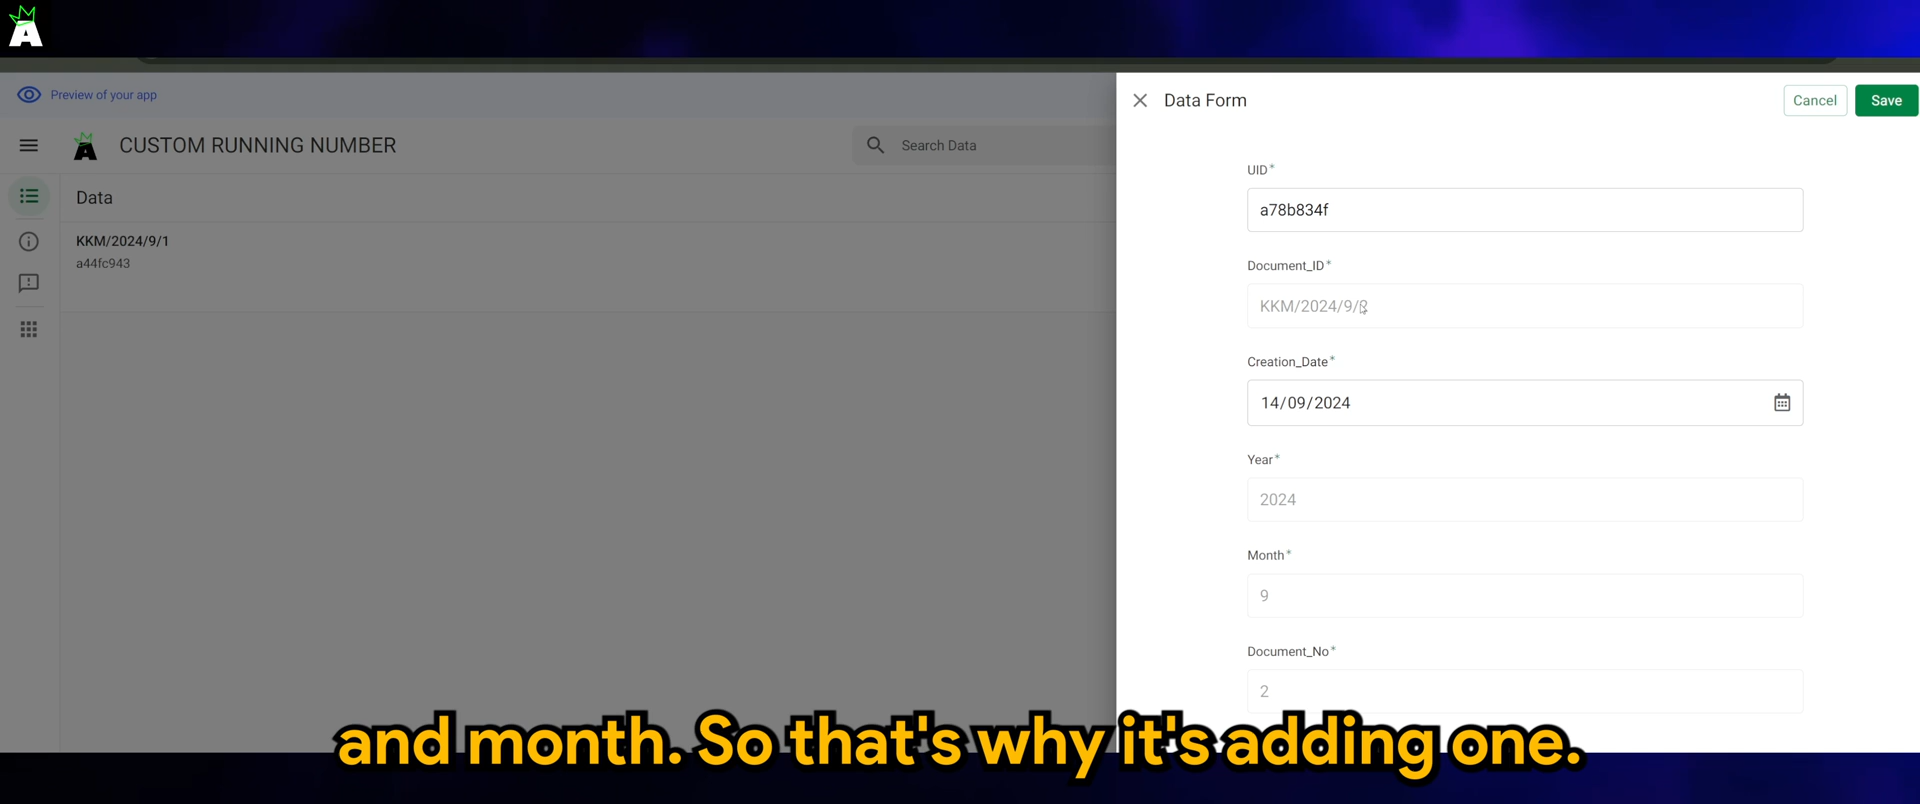 Preview of your app
CUSTOM RUNNING NUMBER
Search Data
Data
KKM/2024/9/1
a44fc943
Data Form
Cancel
Save
UID*
a78b834f
Document_ID*
KKM/2024/9/2
Creation_Date*
14/09/2024
Year*
2024
Month*
9
Document_No*
2
and month. So that's why it's adding one.